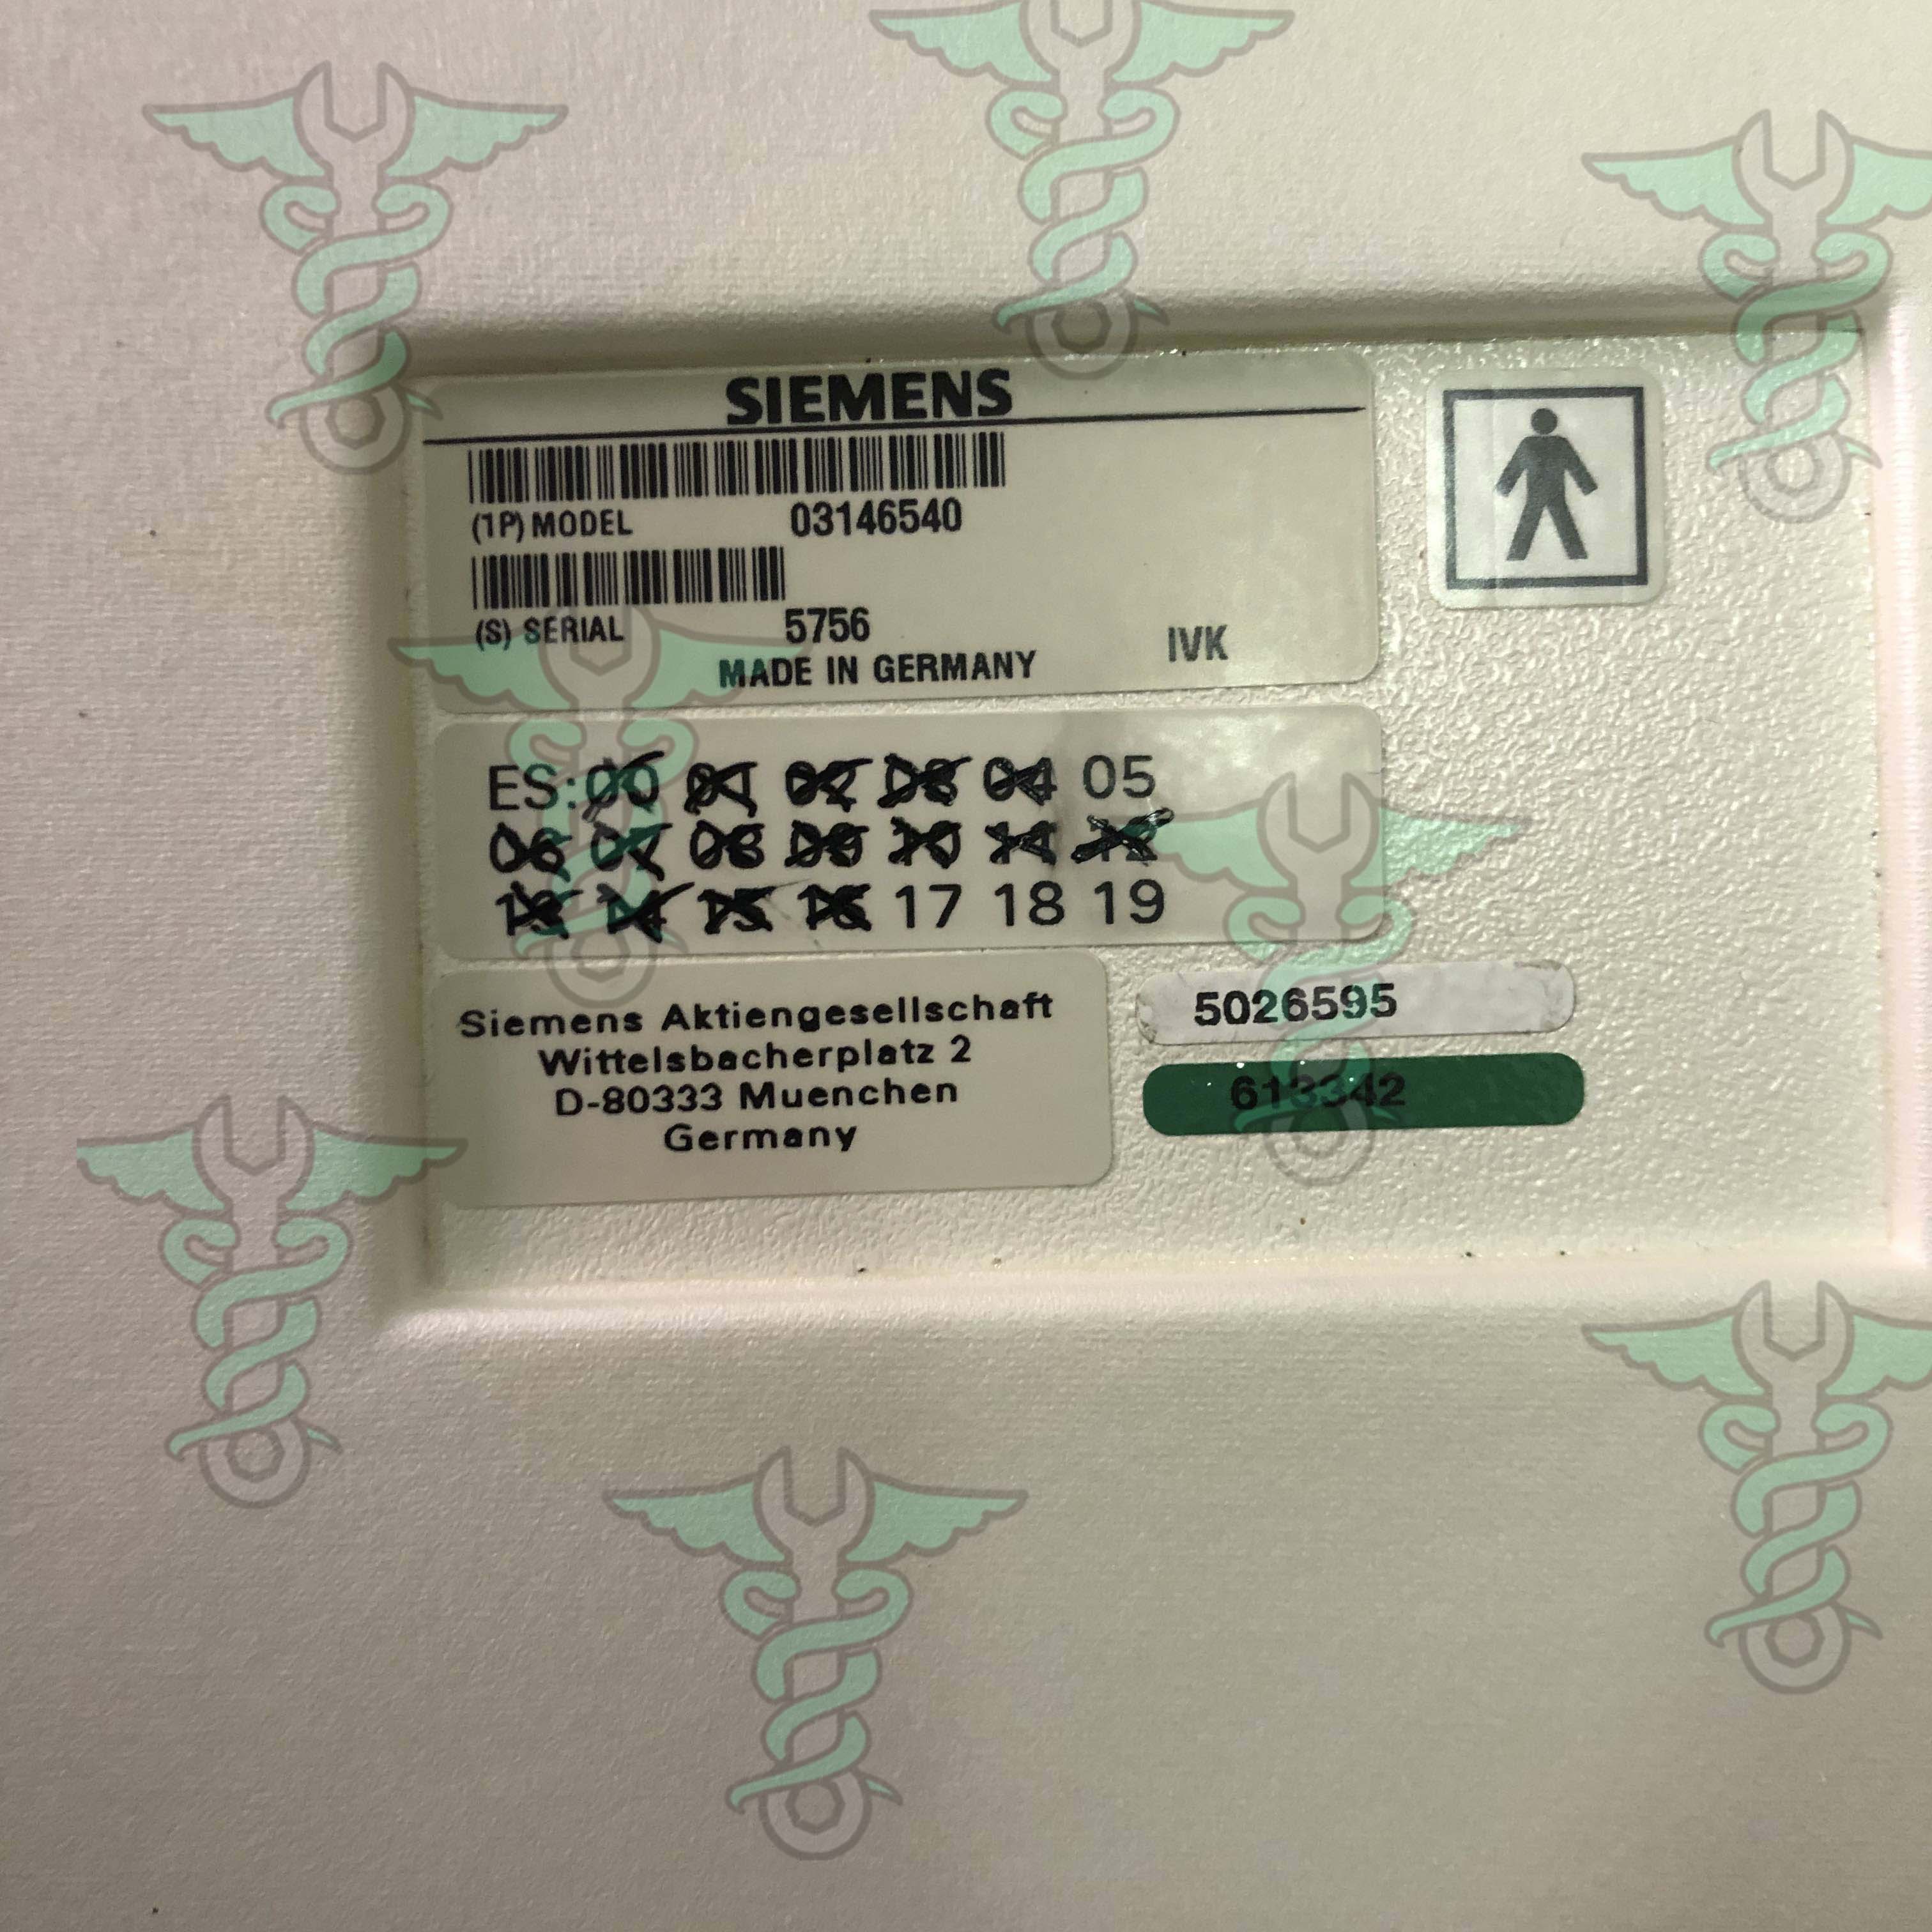 SIEMENS
(1P) MODEL 03146540
(S) SERIAL 5756
MADE IN GERMANY IVK
ES: 00 01 02 03 04 05
06 07 08 09 10 11 12
13 14 15 16 17 18 19
Siemens Aktiengesellschaft
Wittelsbacherplatz 2
D-80333 Muenchen
Germany
5026595
613342